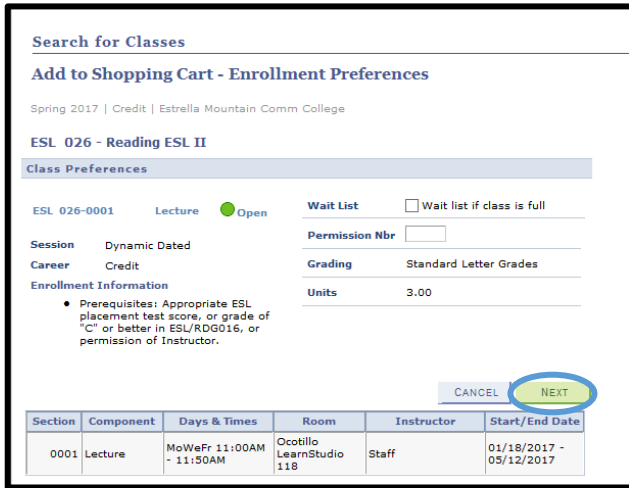 Search for Classes
Add to Shopping Cart - Enrollment Preferences
Spring 2017 | Credit | Estrella Mountain Comm College
ESL 026 - Reading ESL II
Class Preferences
ESL 026-0001 Lecture Open
Session Dynamic Dated
Career Credit
Enrollment Information
• Prerequisites: Appropriate ESL
placement test score, or grade of
"C" or better in ESL/RDG016, or
permission of Instructor.
Wait List Wait list if class is full
Permission Nbr
Grading Standard Letter Grades
Units 3.00
CANCEL NEXT
Section Component Days & Times Room Instructor Start/End Date
0001 Lecture MoWeFr 11:00AM - 11:50AM Ocotillo LearnStudio 118 Staff 01/18/2017 - 05/12/2017